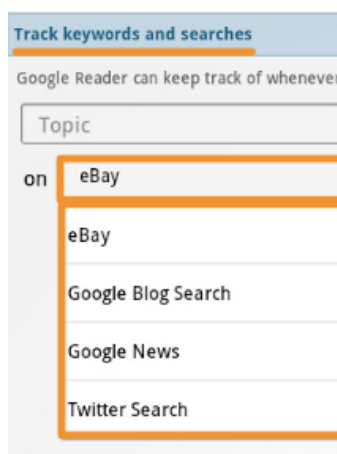 Track keywords and searches
Google Reader can keep track of whenever
Topic
on eBay
eBay
Google Blog Search
Google News
Twitter Search